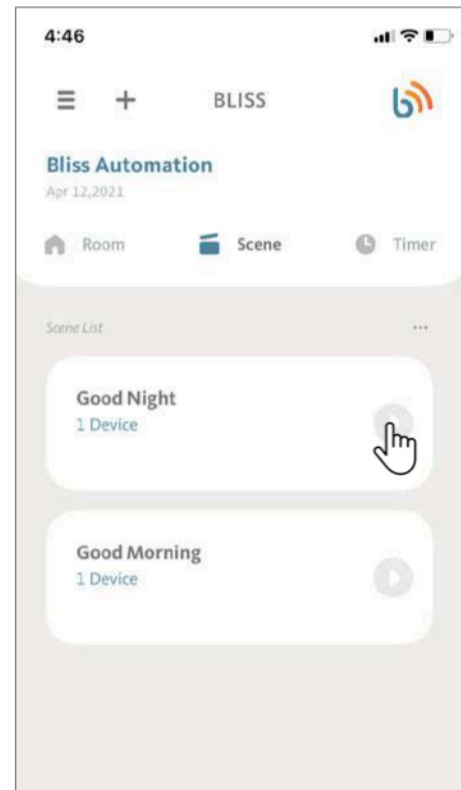 4:46
BLISS
Bliss Automation
Apr 12,2021
Room Scene Timer
Scene List
Good Night
1 Device
Good Morning
1 Device